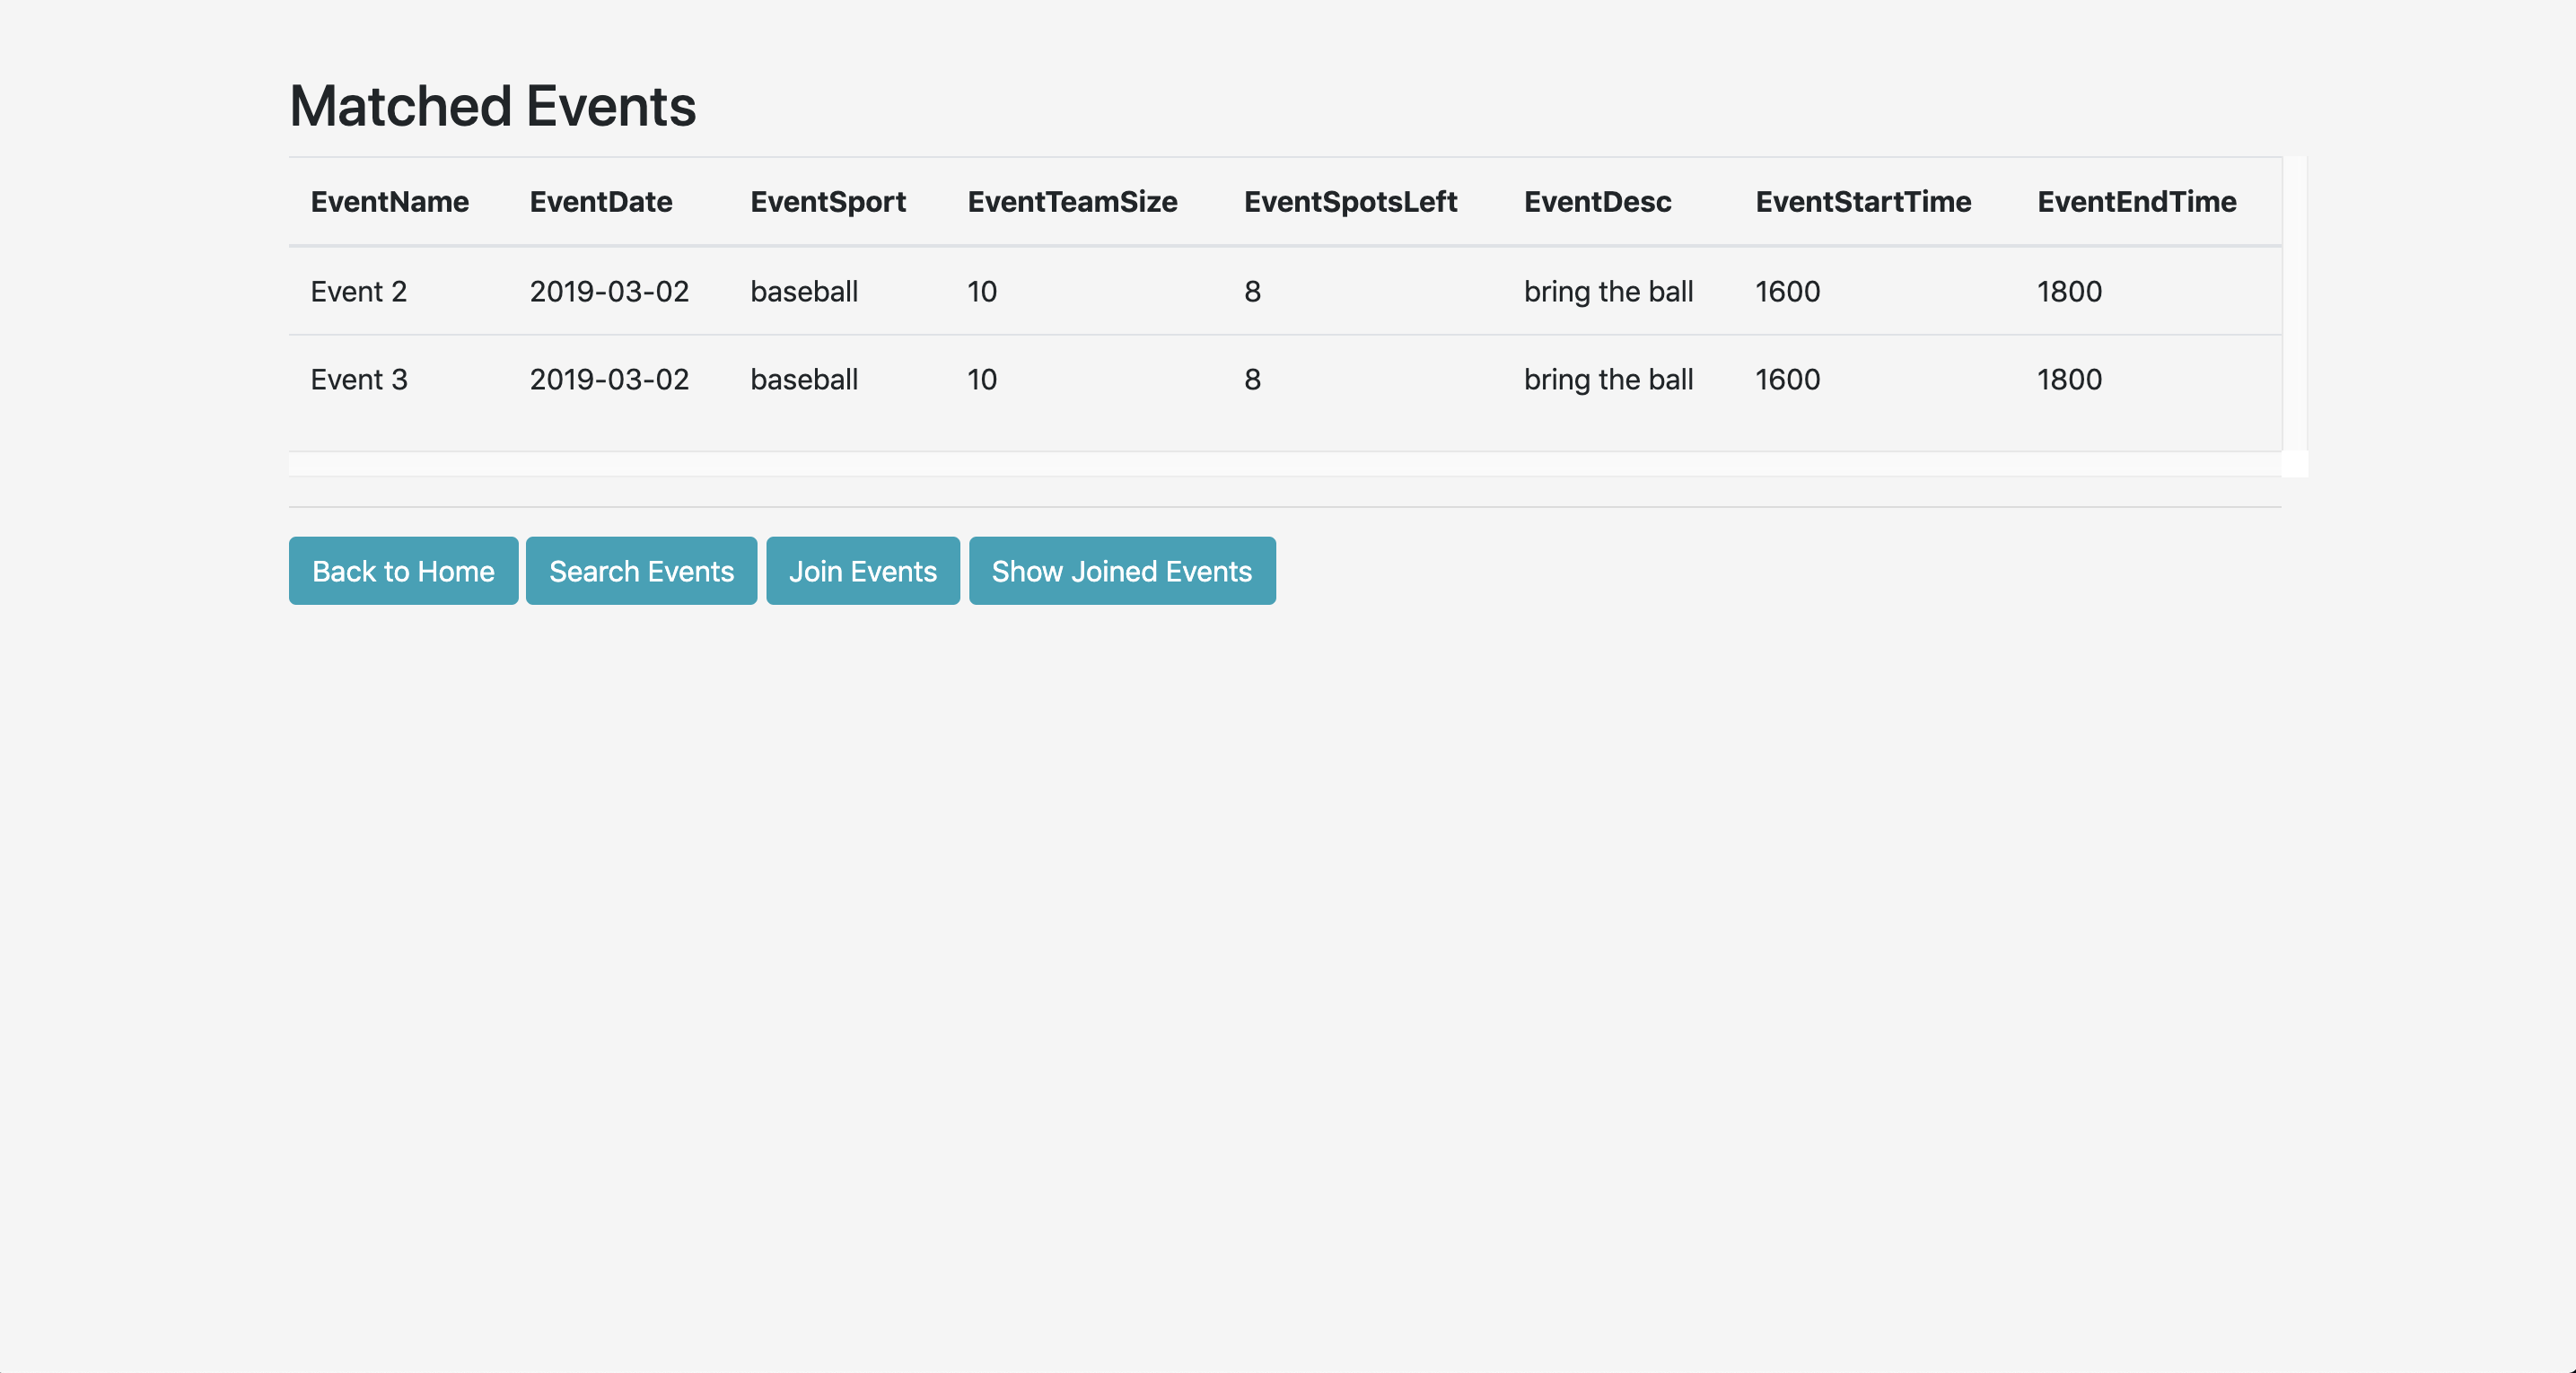 Matched Events
EventName EventDate EventSport EventTeamSize EventSpotsLeft EventDesc EventStartTime EventEndTime
Event 2 2019-03-02 baseball 10 8 bring the ball 1600 1800
Event 3 2019-03-02 baseball 10 8 bring the ball 1600 1800
Back to Home Search Events Join Events Show Joined Events